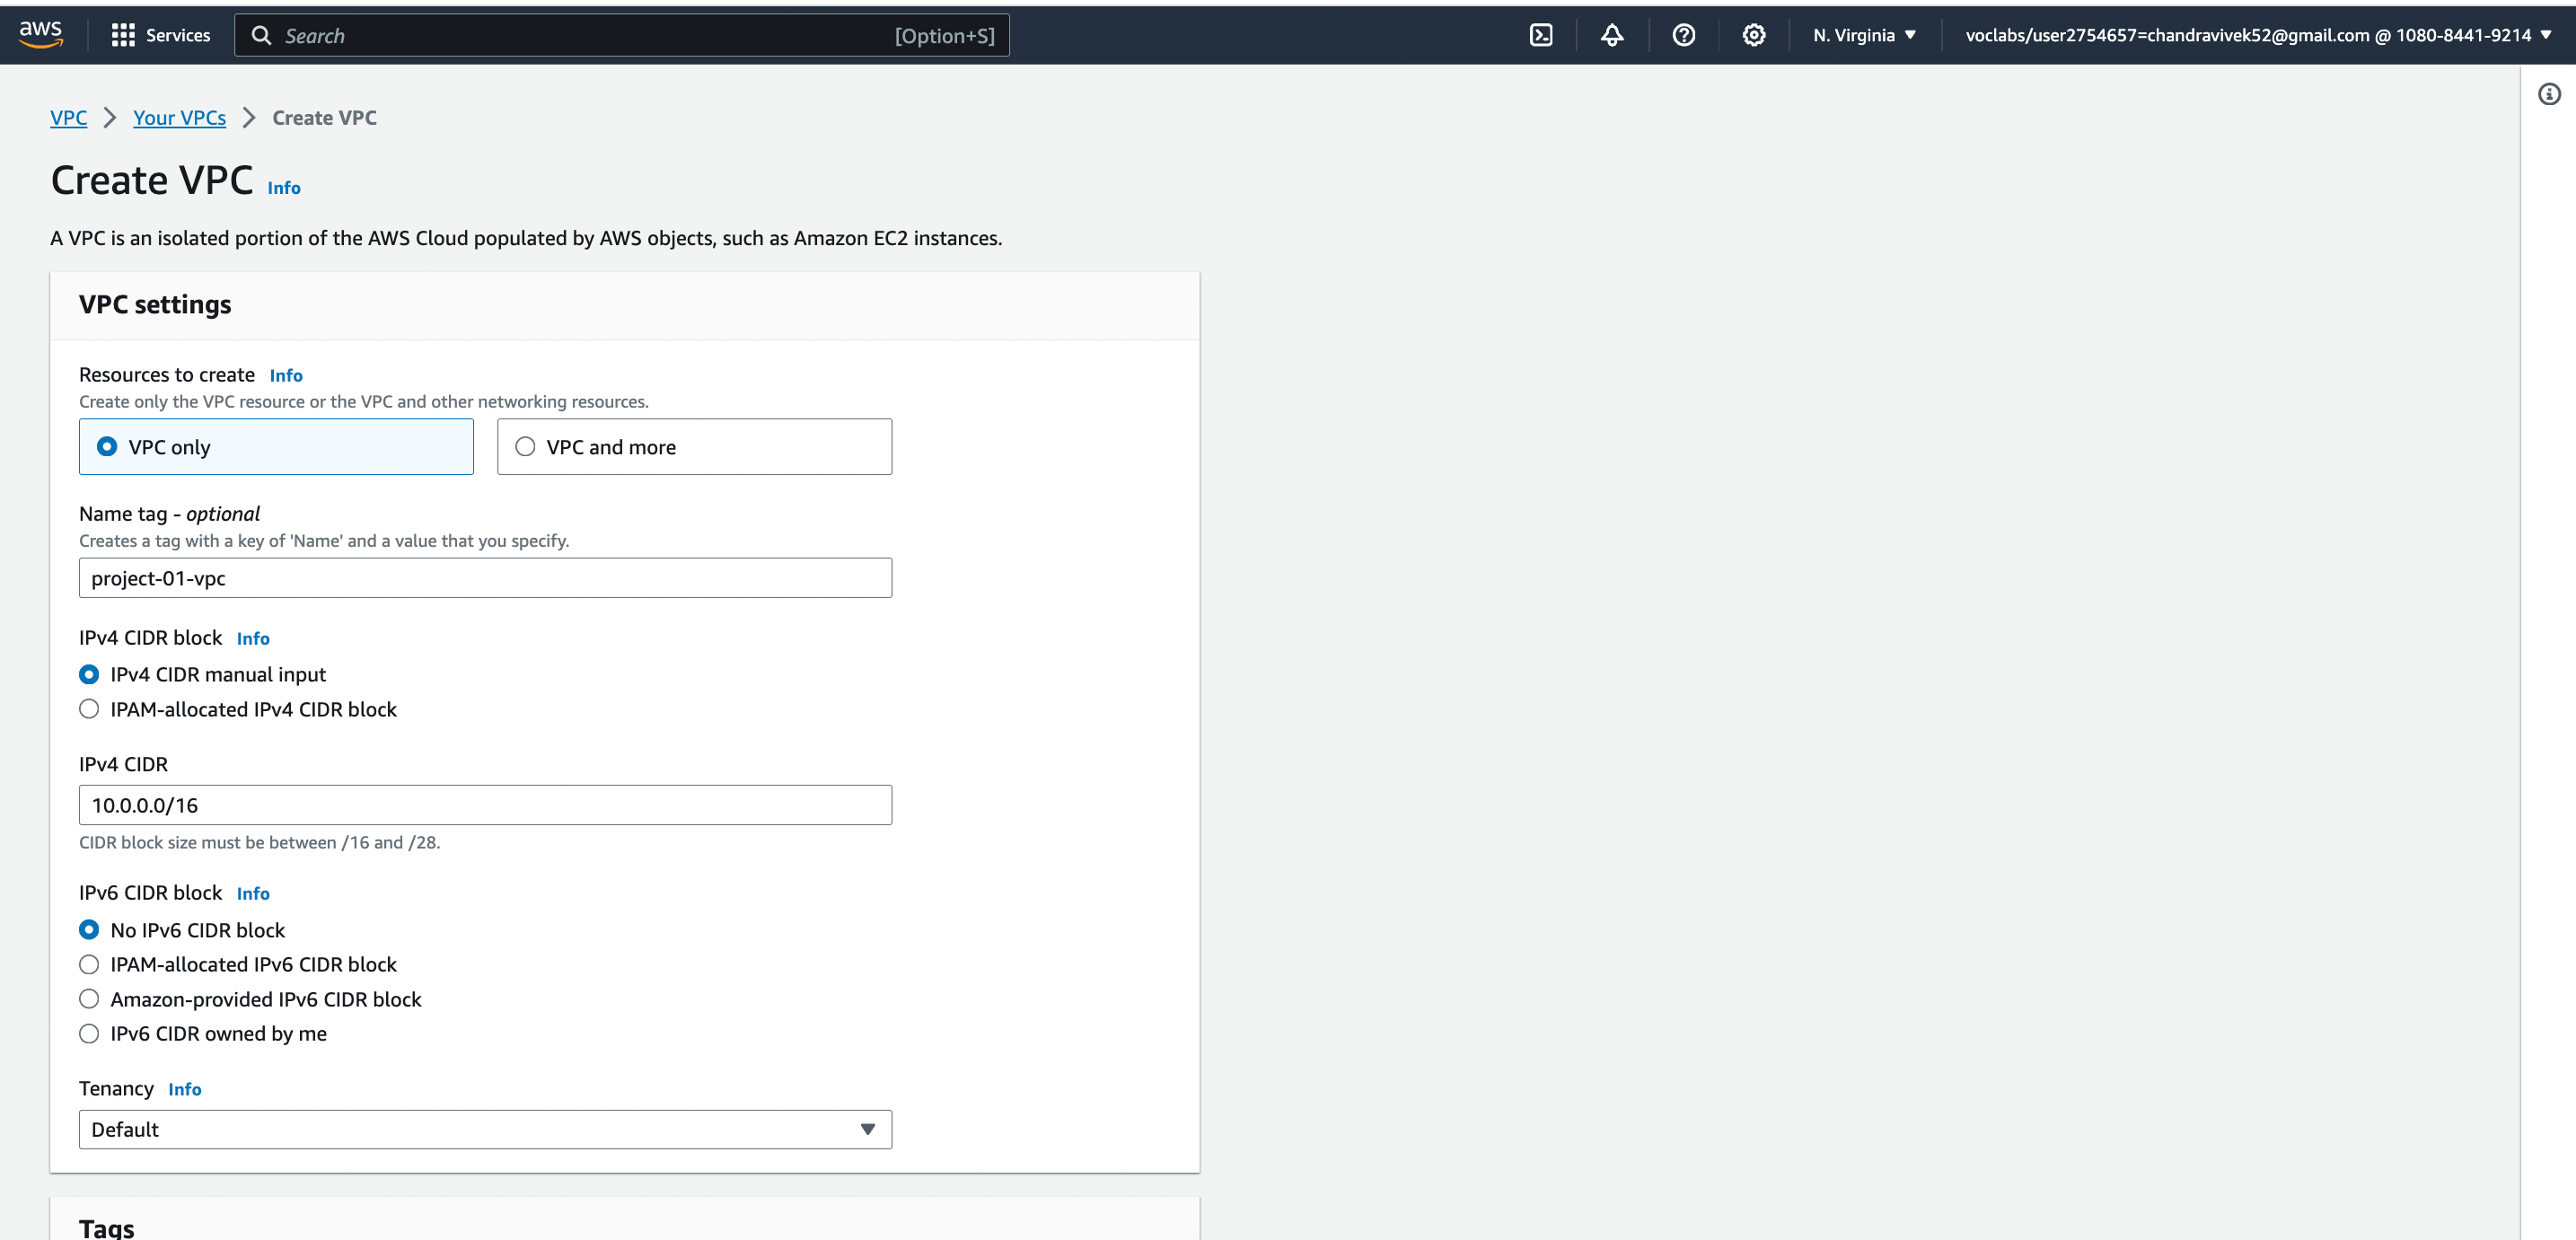 aws Services Search [Option+S] N. Virginia voclabs/user2754657=chandravivek52@gmail.com @ 1080-8441-9214
VPC Your VPCs Create VPC
Create VPC Info
A VPC is an isolated portion of the AWS Cloud populated by AWS objects, such as Amazon EC2 instances.
VPC settings
Resources to create Info
Create only the VPC resource or the VPC and other networking resources.
VPC only VPC and more
Name tag - optional
Creates a tag with a key of 'Name' and a value that you specify.
project-01-vpc
IPv4 CIDR block Info
IPv4 CIDR manual input
IPAM-allocated IPv4 CIDR block
IPv4 CIDR
10.0.0.0/16
CIDR block size must be between /16 and /28.
IPv6 CIDR block Info
No IPv6 CIDR block
IPAM-allocated IPv6 CIDR block
Amazon-provided IPv6 CIDR block
IPv6 CIDR owned by me
Tenancy Info
Default
Tags